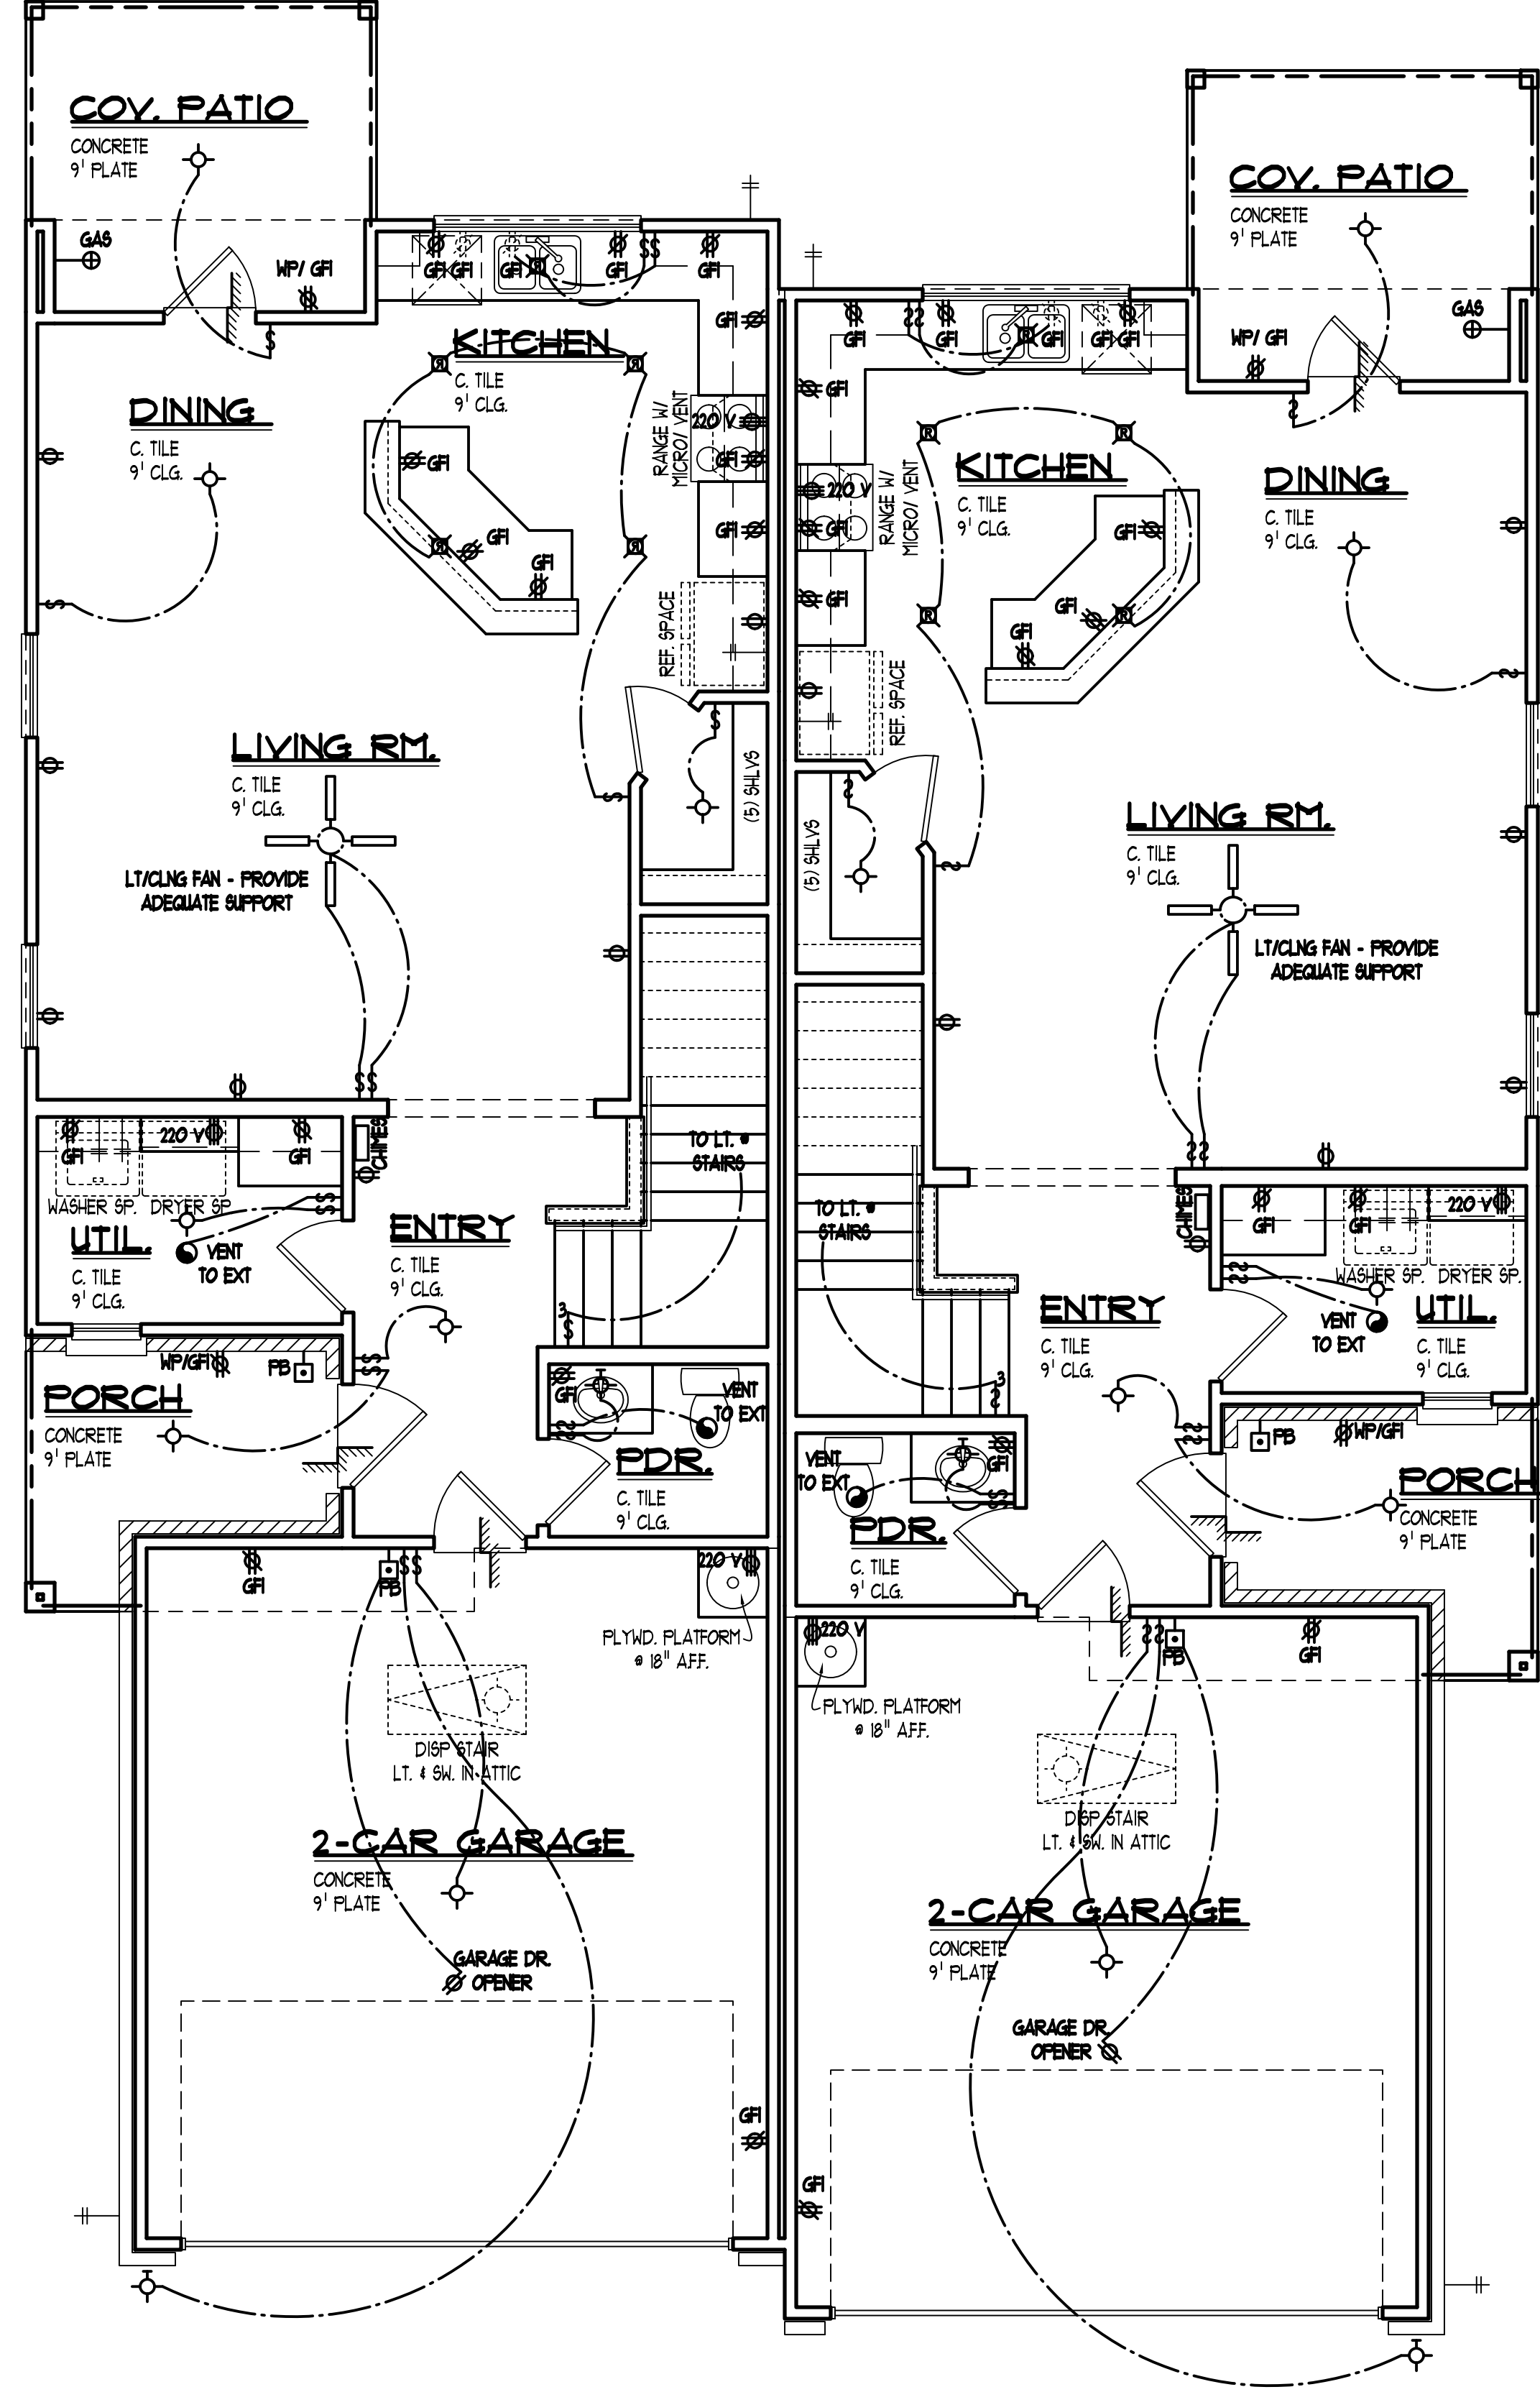 COV. PATIO
CONCRETE
9' PLATE
GAS
WP/ GFI
GFI
GFI
GFI
GFI
GFI
GFI
KITCHEN
C. TILE
9' CLG.
DINING
C. TILE
9' CLG.
RANGE W/
MICRO/ VENT
220 V
GFI
GFI
GFI
GFI
GFI
REF. SPACE
LIVING RM.
C. TILE
9' CLG.
(5) SHLVS
LT/CLNG FAN - PROVIDE
ADEQUATE SUPPORT
GFI
220 V
GFI
CHIMES
WASHER SP.
DRYER SP
UTIL.
C. TILE
9' CLG.
VENT
TO EXT
ENTRY
C. TILE
9' CLG.
TO LT. @
STAIRS
3
WP/GFI
PB
PORCH
CONCRETE
9' PLATE
GFI
VENT
TO EXT
PDR.
C. TILE
9' CLG.
GFI
PB
220 V
PLYWD. PLATFORM
@ 18" A.F.F.
DISP STAIR
LT. & SW. IN ATTIC
2-CAR GARAGE
CONCRETE
9' PLATE
GARAGE DR.
OPENER
GFI
COV. PATIO
CONCRETE
9' PLATE
GAS
WP/ GFI
GFI
GFI
GFI
GFI
GFI
GFI
KITCHEN
C. TILE
9' CLG.
DINING
C. TILE
9' CLG.
220 V
GFI
RANGE W/
MICRO/ VENT
GFI
GFI
GFI
GFI
REF. SPACE
(5) SHLVS
LIVING RM.
C. TILE
9' CLG.
LT/CLNG FAN - PROVIDE
ADEQUATE SUPPORT
TO LT. @
STAIRS
CHIMES
GFI
GFI
220 V
WASHER SP.
DRYER SP.
ENTRY
C. TILE
9' CLG.
VENT
TO EXT
UTIL.
C. TILE
9' CLG.
3
PB
WP/GFI
PORCH
CONCRETE
9' PLATE
VENT
TO EXT
GFI
PDR.
C. TILE
9' CLG.
220 V
PB
GFI
PLYWD. PLATFORM
@ 18" A.F.F.
DISP STAIR
LT. & SW. IN ATTIC
2-CAR GARAGE
CONCRETE
9' PLATE
GARAGE DR.
OPENER
GFI